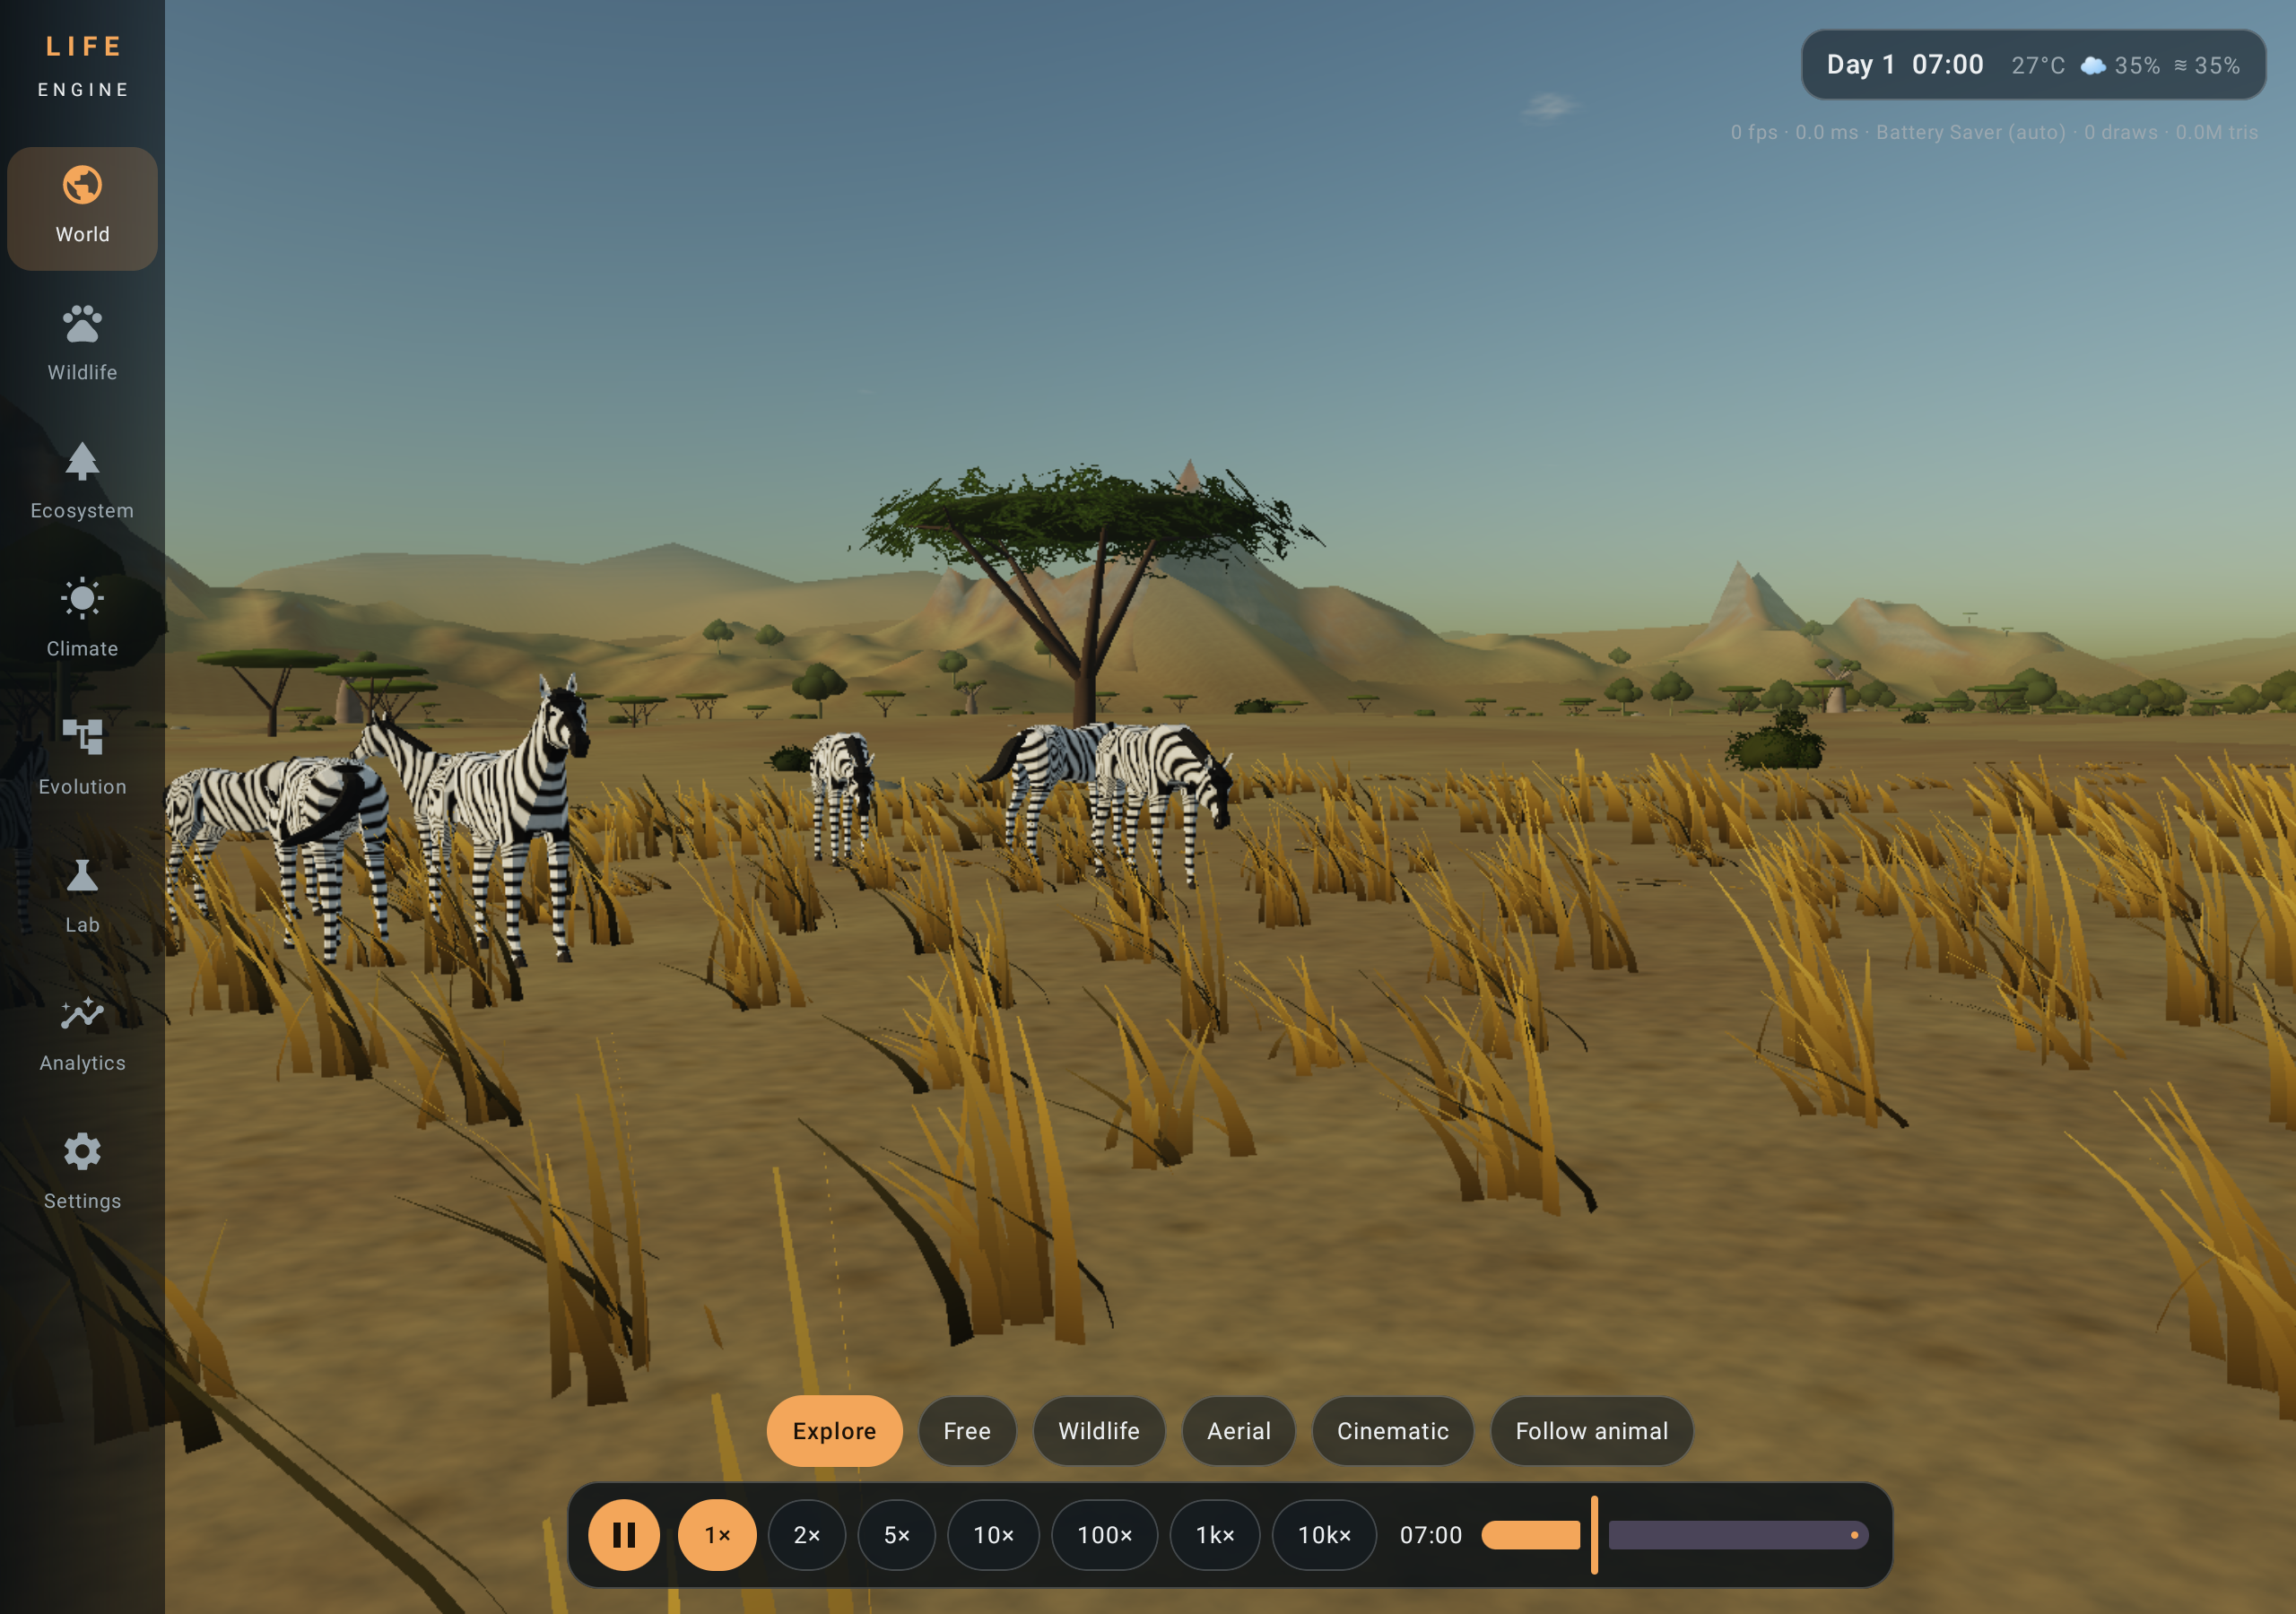 LIFE
ENGINE
World
Wildlife
Ecosystem
Climate
Evolution
Lab
Analytics
Settings
Day 1 07:00 27°C ☁️ 35% ≋ 35%
0 fps · 0.0 ms · Battery Saver (auto) · 0 draws · 0.0M tris
Explore Free Wildlife Aerial Cinematic Follow animal
1× 2× 5× 10× 100× 1k× 10k× 07:00